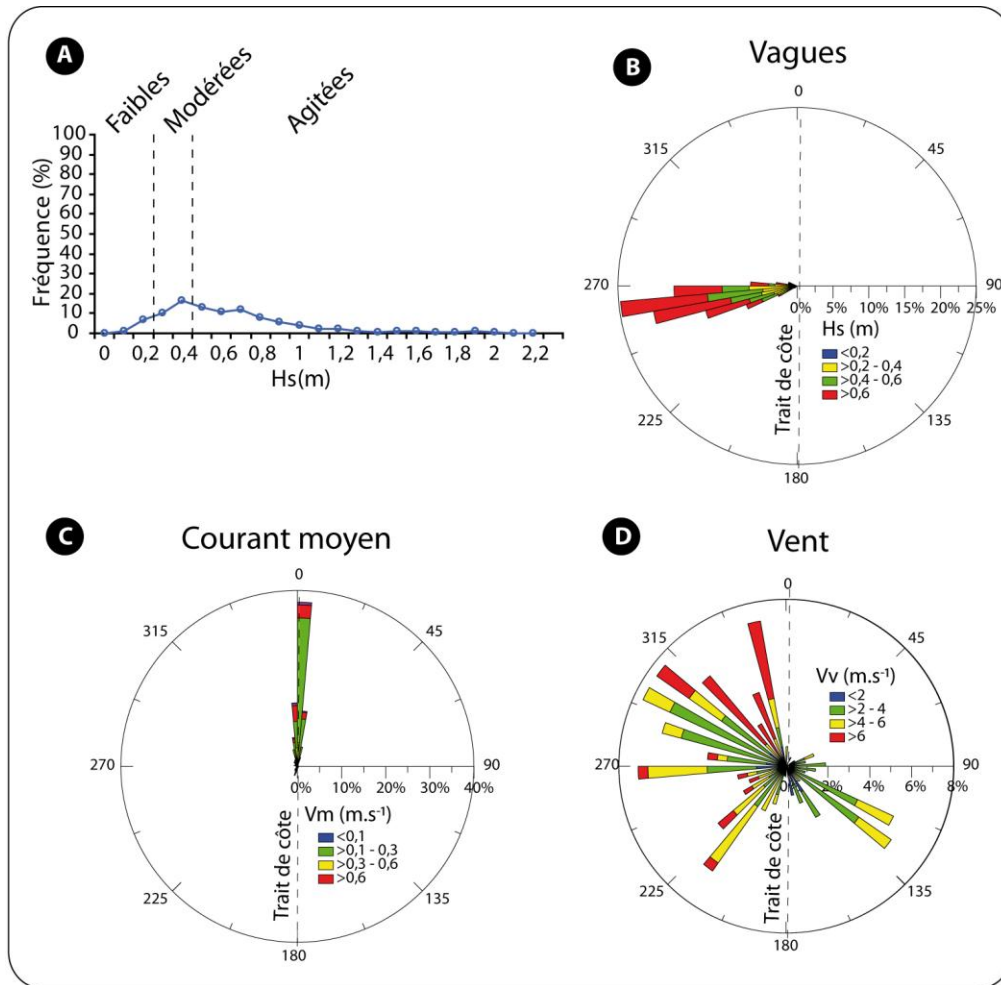 A
Faibles
Modérées
Agitées
Fréquence (%)
100
90
80
70
60
50
40
30
20
10
0
0 0,2 0,4 0,6 0,8 1 1,2 1,4 1,6 1,8 2 2,2
Hs(m)
B
Vagues
0
45
90
135
180
225
270
315
0% 5% 10% 15% 20% 25%
Trait de côte
Hs (m)
<0,2
>0,2 - 0,4
>0,4 - 0,6
>0,6
C
Courant moyen
0
45
90
135
180
225
270
315
0% 10% 20% 30% 40%
Trait de côte
Vm (m.s⁻¹)
<0,1
>0,1 - 0,3
>0,3 - 0,6
>0,6
D
Vent
0
45
90
135
180
225
270
315
0% 2% 4% 6% 8%
Trait de côte
Vv (m.s⁻¹)
<2
>2 - 4
>4 - 6
>6